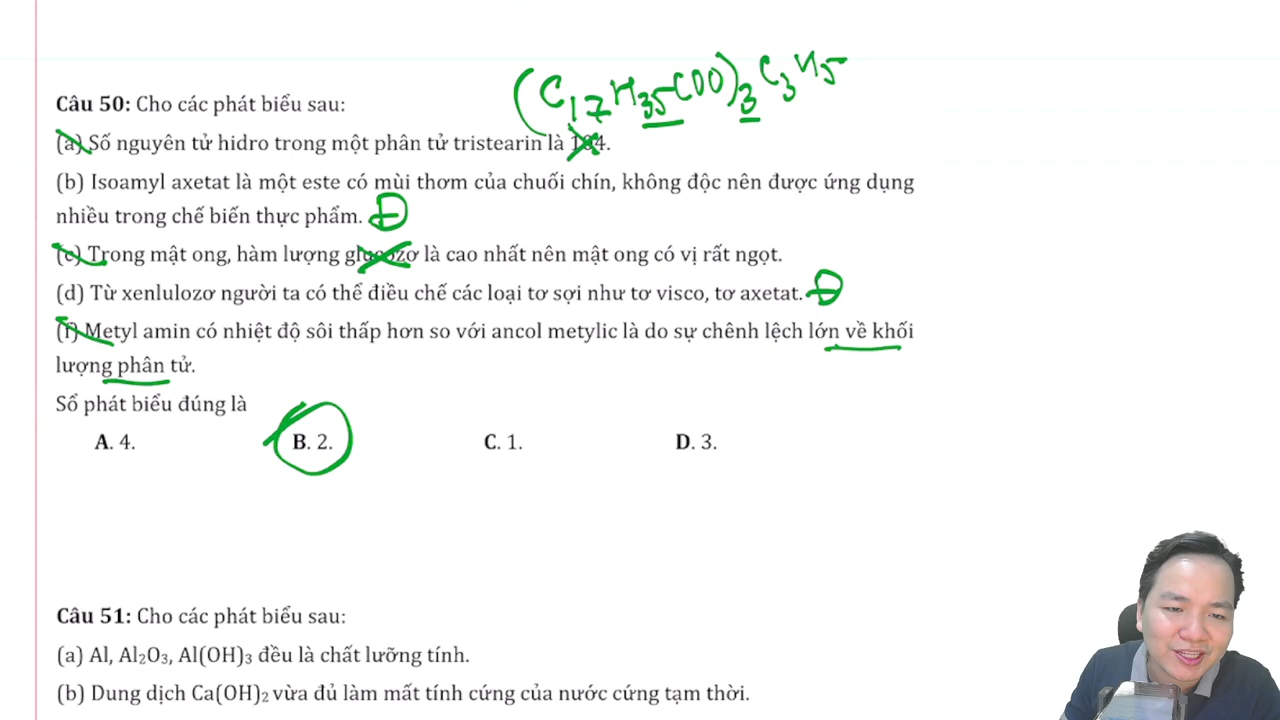 (C17H35COO)3C3H5
Câu 50: Cho các phát biểu sau:
(a) Số nguyên tử hidro trong một phân tử tristearin là 104.
(b) Isoamyl axetat là một este có mùi thơm của chuối chín, không độc nên được ứng dụng
nhiều trong chế biến thực phẩm. Đ
(c) Trong mật ong, hàm lượng glucozơ là cao nhất nên mật ong có vị rất ngọt.
(d) Từ xenlulozơ người ta có thể điều chế các loại tơ sợi như tơ visco, tơ axetat. Đ
(f) Metyl amin có nhiệt độ sôi thấp hơn so với ancol metylic là do sự chênh lệch lớn về khối
lượng phân tử.
Số phát biểu đúng là
A. 4. B. 2. C. 1. D. 3.
Câu 51: Cho các phát biểu sau:
(a) Al, Al₂O₃, Al(OH)₃ đều là chất lưỡng tính.
(b) Dung dịch Ca(OH)₂ vừa đủ làm mất tính cứng của nước cứng tạm thời.